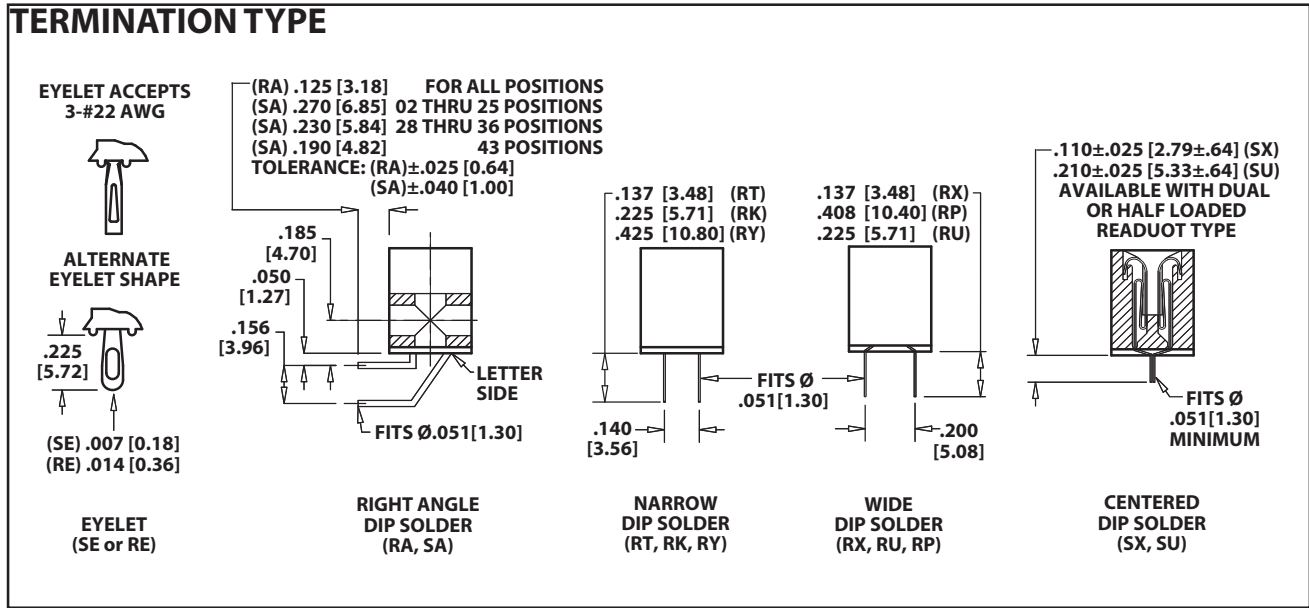 TERMINATION TYPE
EYELET ACCEPTS
3-#22 AWG
ALTERNATE
EYELET SHAPE
.225
[5.72]
(SE) .007 [0.18]
(RE) .014 [0.36]
EYELET
(SE or RE)
(RA) .125 [3.18] FOR ALL POSITIONS
(SA) .270 [6.85] 02 THRU 25 POSITIONS
(SA) .230 [5.84] 28 THRU 36 POSITIONS
(SA) .190 [4.82] 43 POSITIONS
TOLERANCE: (RA)±.025 [0.64]
(SA)±.040 [1.00]
.185
[4.70]
.050
[1.27]
.156
[3.96]
LETTER
SIDE
FITS Ø.051[1.30]
RIGHT ANGLE
DIP SOLDER
(RA, SA)
.137 [3.48] (RT)
.225 [5.71] (RK)
.425 [10.80] (RY)
FITS Ø
.051[1.30]
.140
[3.56]
NARROW
DIP SOLDER
(RT, RK, RY)
.137 [3.48] (RX)
.408 [10.40] (RP)
.225 [5.71] (RU)
.200
[5.08]
WIDE
DIP SOLDER
(RX, RU, RP)
.110±.025 [2.79±.64] (SX)
.210±.025 [5.33±.64] (SU)
AVAILABLE WITH DUAL
OR HALF LOADED
READUOT TYPE
FITS Ø
.051[1.30]
MINIMUM
CENTERED
DIP SOLDER
(SX, SU)